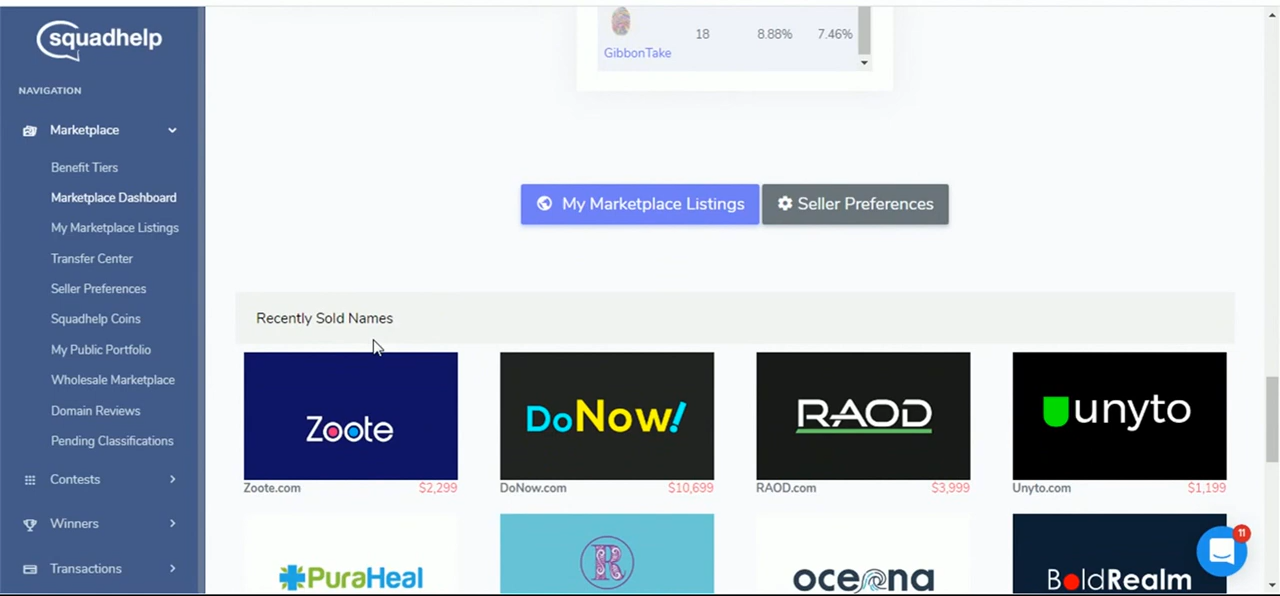 squadhelp
NAVIGATION
Marketplace
Benefit Tiers
Marketplace Dashboard
My Marketplace Listings
Transfer Center
Seller Preferences
Squadhelp Coins
My Public Portfolio
Wholesale Marketplace
Domain Reviews
Pending Classifications
Contests
Winners
Transactions
GibbonTake 18 8.88% 7.46%
My Marketplace Listings Seller Preferences
Recently Sold Names
Zoote
Zoote.com $2,299
DoNow!
DoNow.com $10,699
RAOD
RAOD.com $3,999
unyto
Unyto.com $1,199
PuraHeal
R
oceana
BoldRealm
11